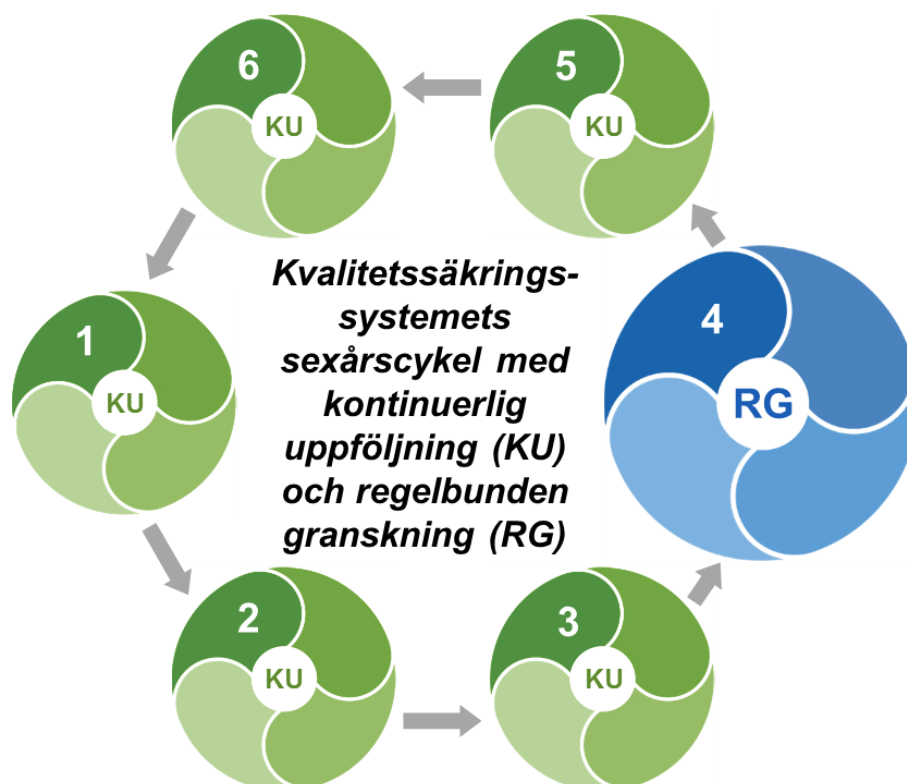 6
KU
5
KU
Kvalitetssäkrings-
systemets
sexårscykel med
kontinuerlig
uppföljning (KU)
och regelbunden
granskning (RG)
1
KU
4
RG
2
KU
3
KU